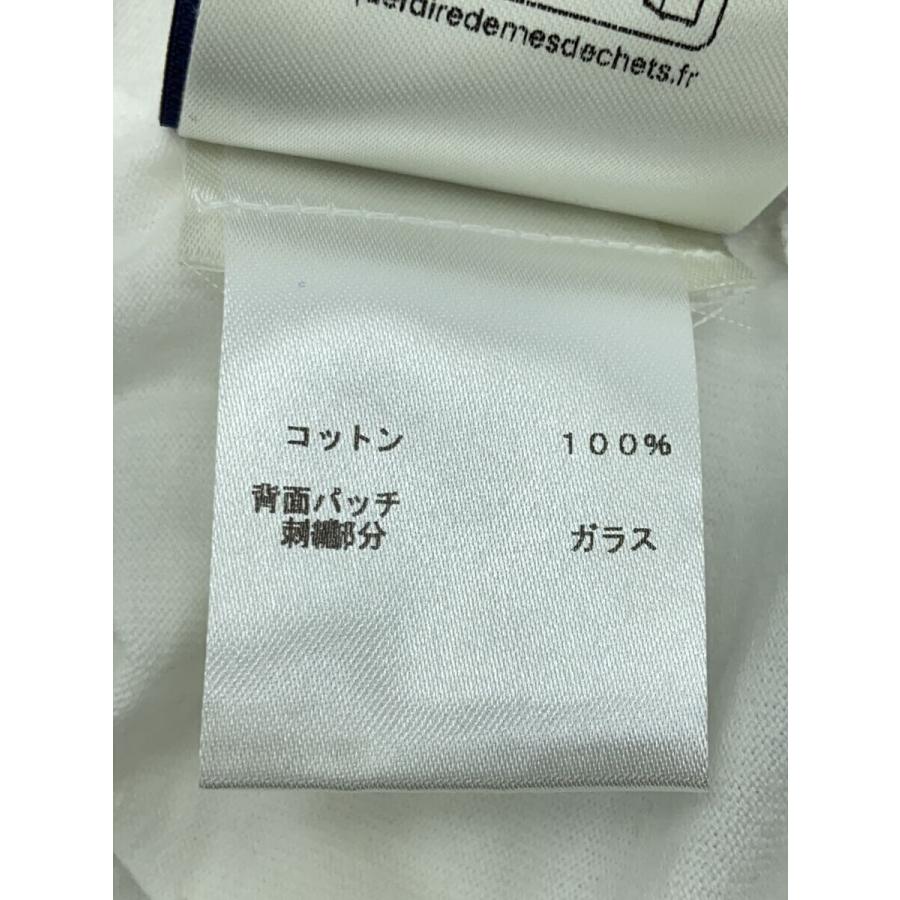 quefairedemesdechets.fr
コットン １００%
背面パッチ
刺繍部分 ガラス